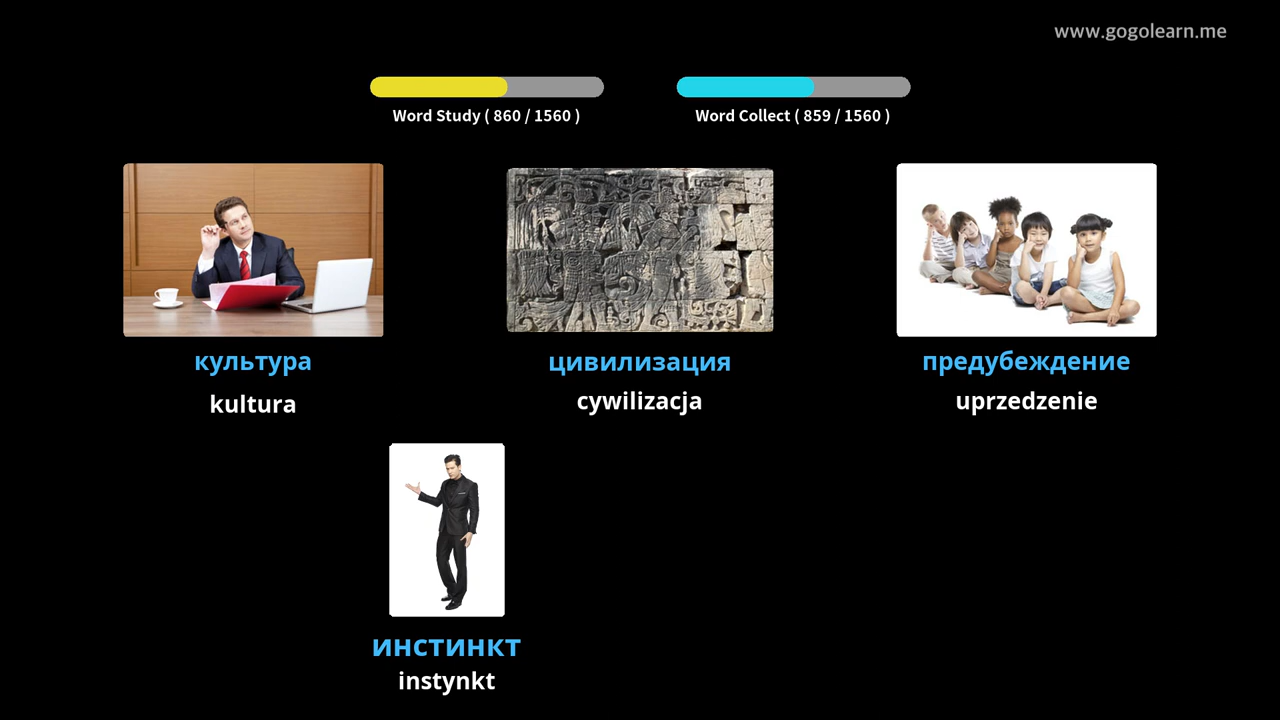 www.gogolearn.me
Word Study ( 860 / 1560 )
Word Collect ( 859 / 1560 )
культура
kultura
цивилизация
cywilizacja
предубеждение
uprzedzenie
инстинкт
instynkt